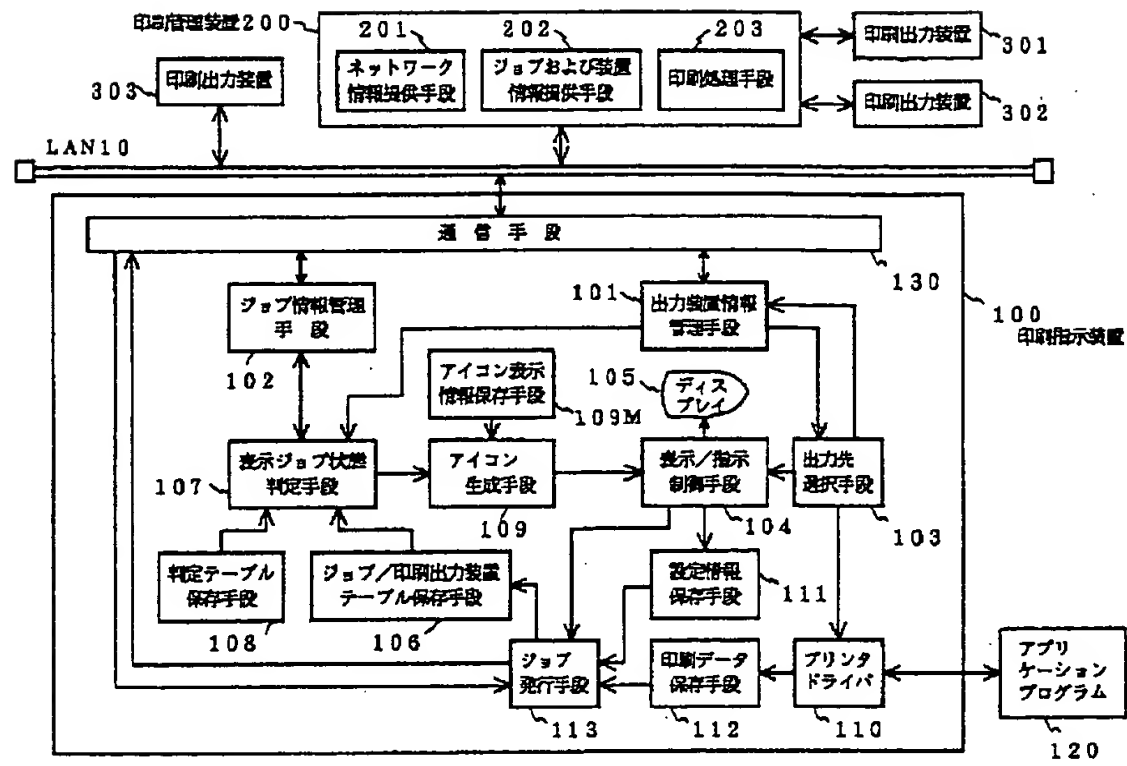 印刷管理装置200
201
202
203
ネットワーク
情報提供手段
ジョブおよび装置
情報提供手段
印刷処理手段
印刷出力装置
301
印刷出力装置
302
303
印刷出力装置
LAN10
通信手段
130
100
印刷指示装置
ジョブ情報管理
手段
102
101
出力装置情報
管理手段
アイコン表示
情報保存手段
109M
105
ディス
プレイ
表示ジョブ状態
判定手段
107
アイコン
生成手段
109
表示/指示
制御手段
104
出力先
選択手段
103
判定テーブル
保存手段
108
ジョブ/印刷出力装置
テーブル保存手段
106
設定情報
保存手段
111
ジョブ
発行手段
113
印刷データ
保存手段
112
プリンタ
ドライバ
110
アプリ
ケーション
プログラム
120